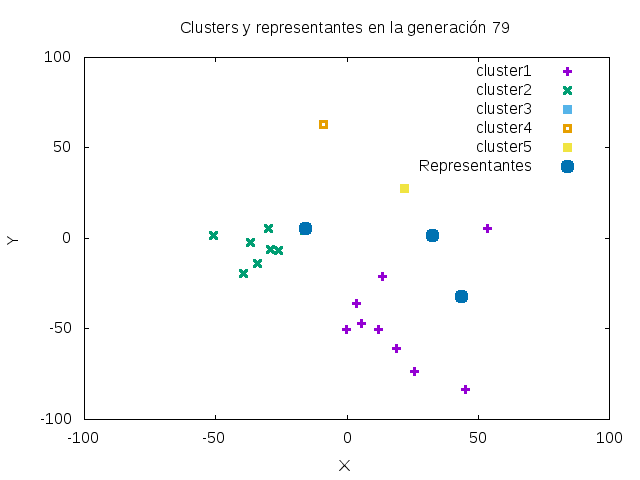 Clusters y representantes en la generación 79
100
50
0
-50
-100
Y
-100 -50 0 50 100
X
cluster1
cluster2
cluster3
cluster4
cluster5
Representantes